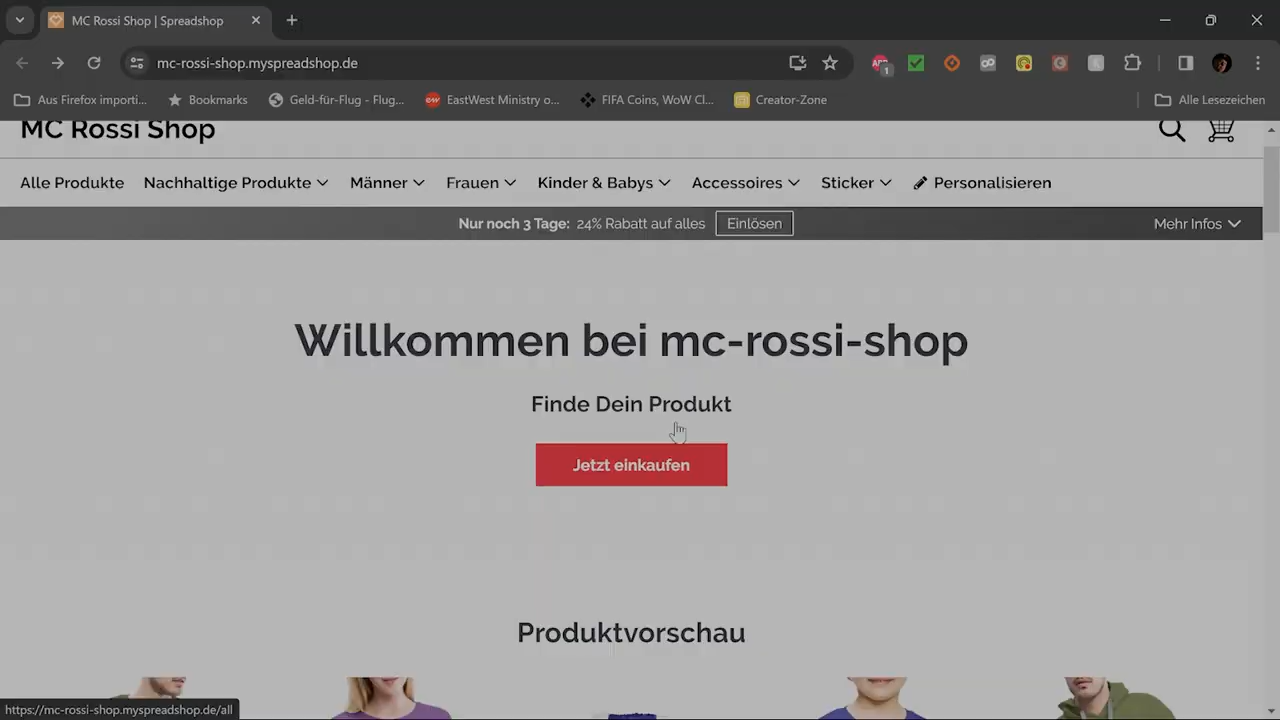 MC Rossi Shop | Spreadshop
mc-rossi-shop.myspreadshop.de
1
Aus Firefox importi...
Bookmarks
Geld-für-Flug - Flug...
EastWest Ministry o...
FIFA Coins, WoW Cl...
Creator-Zone
Alle Lesezeichen
MC Rossi Shop
Alle Produkte Nachhaltige Produkte Männer Frauen Kinder & Babys Accessoires Sticker Personalisieren
Nur noch 3 Tage: 24% Rabatt auf alles Einlösen Mehr Infos
Willkommen bei mc-rossi-shop
Finde Dein Produkt
Jetzt einkaufen
Produktvorschau
https://mc-rossi-shop.myspreadshop.de/all